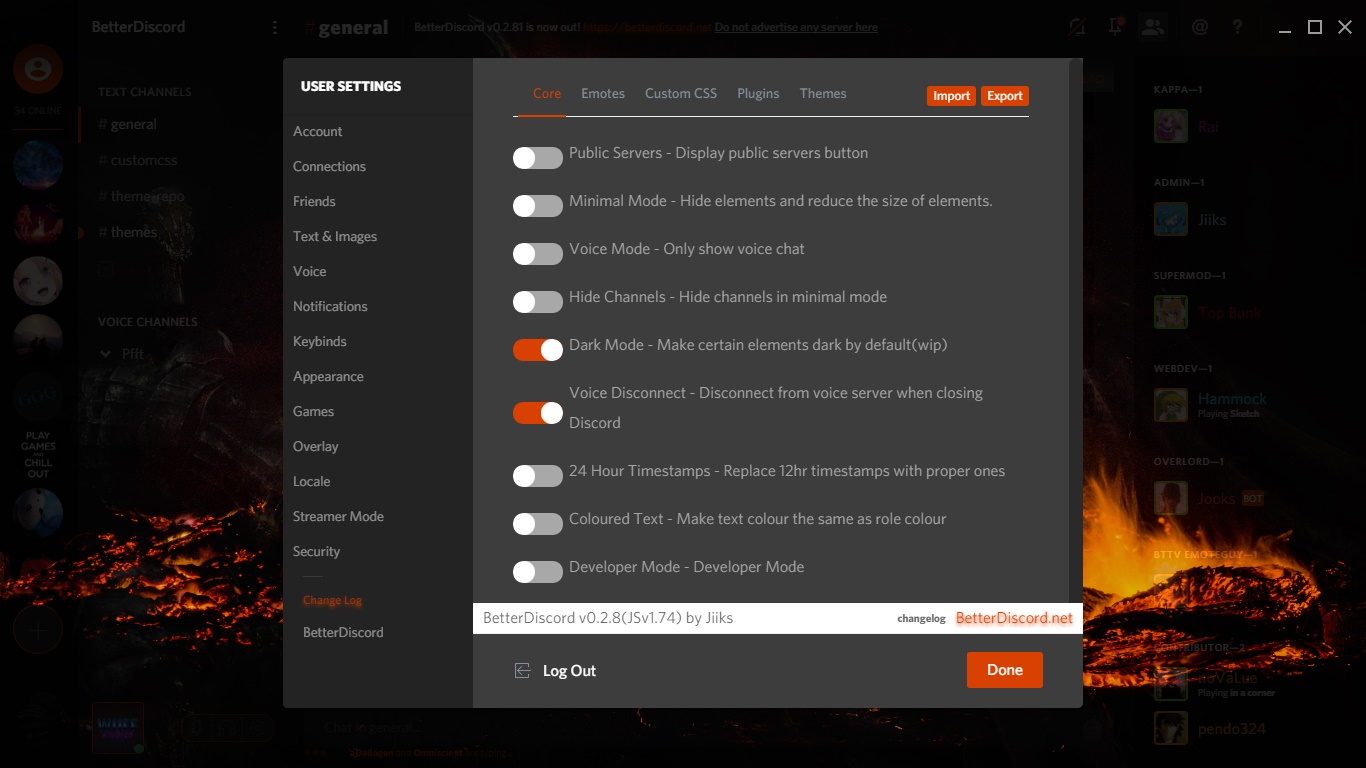 BetterDiscord
#general
BetterDiscord v0.2.81 is now out! https://betterdiscord.net Do not advertise any server here
TEXT CHANNELS
# general
# customcss
# theme-repo
# themes
VOICE CHANNELS
Pfft
PLAY
GAMES
AND
CHILL
OUT
USER SETTINGS
Account
Connections
Friends
Text & Images
Voice
Notifications
Keybinds
Appearance
Games
Overlay
Locale
Streamer Mode
Security
Change Log
BetterDiscord
Core Emotes Custom CSS Plugins Themes Import Export
Public Servers - Display public servers button
Minimal Mode - Hide elements and reduce the size of elements.
Voice Mode - Only show voice chat
Hide Channels - Hide channels in minimal mode
Dark Mode - Make certain elements dark by default(wip)
Voice Disconnect - Disconnect from voice server when closing
Discord
24 Hour Timestamps - Replace 12hr timestamps with proper ones
Coloured Text - Make text colour the same as role colour
Developer Mode - Developer Mode
BetterDiscord v0.2.8(JSv1.74) by Jiiks changelog BetterDiscord.net
Log Out Done
Chat in general...
KAPPA—1
Rai
ADMIN—1
Jiiks
SUPERMOD—1
Top Bunk
WEBDEV—1
Hammock
Playing Sketch
OVERLORD—1
Jooks BOT
BTTV EMOTEGUY—1
CONTRIBUTOR—2
noVaLue
Playing in a corner
pendo324